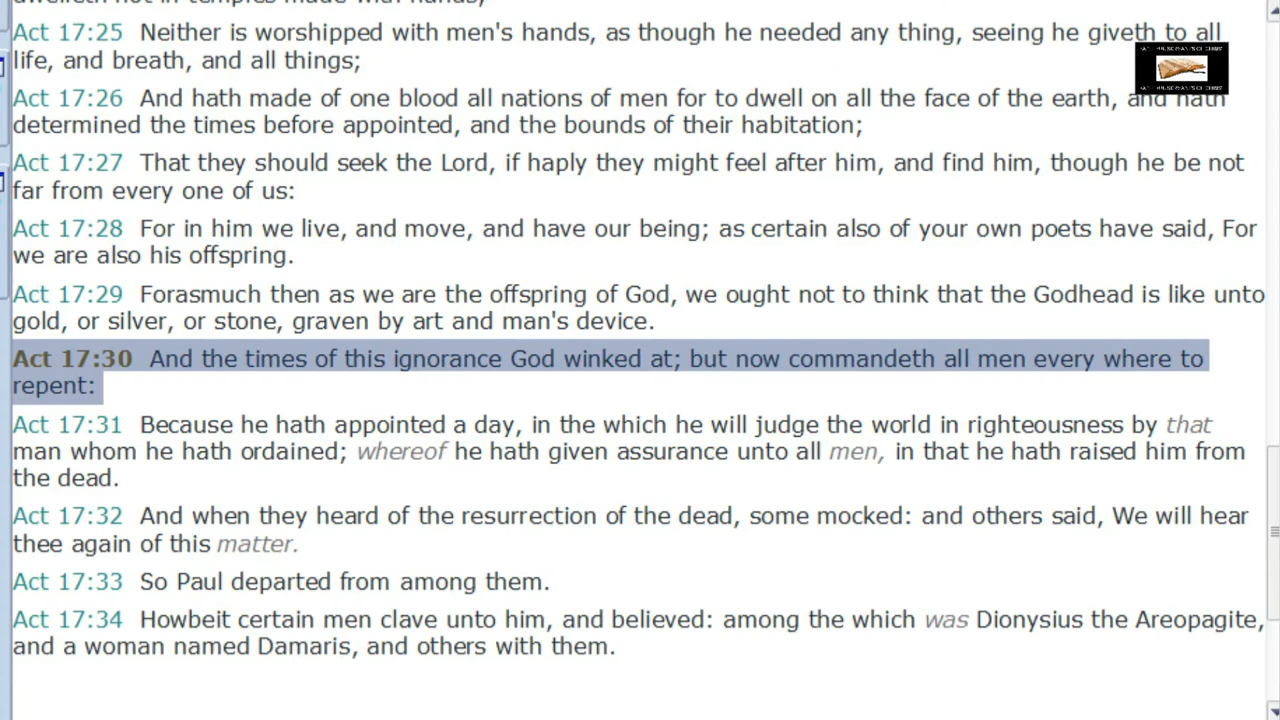 dwelleth not in temples made with hands;
Act 17:25 Neither is worshipped with men's hands, as though he needed any thing, seeing he giveth to all
life, and breath, and all things;
Act 17:26 And hath made of one blood all nations of men for to dwell on all the face of the earth, and hath
determined the times before appointed, and the bounds of their habitation;
Act 17:27 That they should seek the Lord, if haply they might feel after him, and find him, though he be not
far from every one of us:
Act 17:28 For in him we live, and move, and have our being; as certain also of your own poets have said, For
we are also his offspring.
Act 17:29 Forasmuch then as we are the offspring of God, we ought not to think that the Godhead is like unto
gold, or silver, or stone, graven by art and man's device.
Act 17:30 And the times of this ignorance God winked at; but now commandeth all men every where to
repent:
Act 17:31 Because he hath appointed a day, in the which he will judge the world in righteousness by that
man whom he hath ordained; whereof he hath given assurance unto all men, in that he hath raised him from
the dead.
Act 17:32 And when they heard of the resurrection of the dead, some mocked: and others said, We will hear
thee again of this matter.
Act 17:33 So Paul departed from among them.
Act 17:34 Howbeit certain men clave unto him, and believed: among the which was Dionysius the Areopagite,
and a woman named Damaris, and others with them.